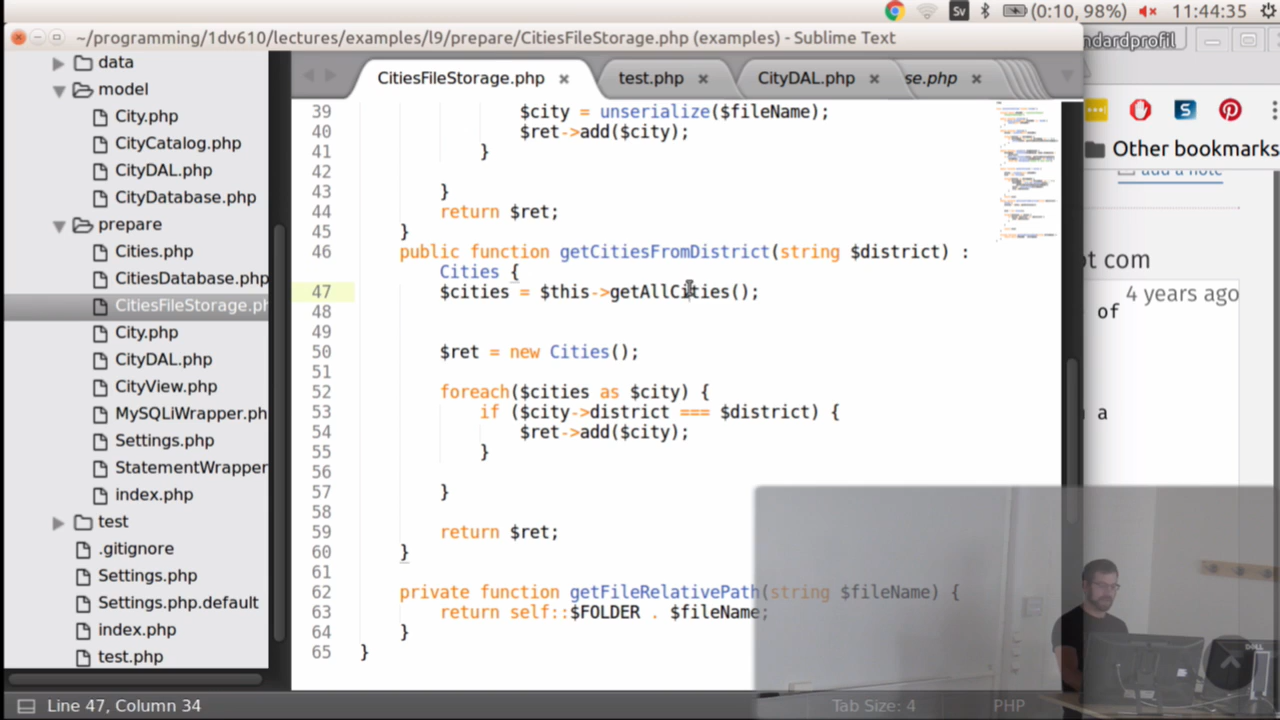 Sv (0:10, 98%) 11:44:35
~/programming/1dv610/lectures/examples/l9/prepare/CitiesFileStorage.php (examples) - Sublime Text
ndardprofil
data
model
City.php
CityCatalog.php
CityDAL.php
CityDatabase.php
prepare
Cities.php
CitiesDatabase.php
CitiesFileStorage.p
City.php
CityDAL.php
CityView.php
MySQLiWrapper.ph
Settings.php
StatementWrapper
index.php
test
.gitignore
Settings.php
Settings.php.default
index.php
test.php
CitiesFileStorage.php × test.php × CityDAL.php × se.php ×
39 $city = unserialize($fileName);
40 $ret->add($city);
41 }
42
43 }
44 return $ret;
45 }
46 public function getCitiesFromDistrict(string $district) :
Cities {
47 $cities = $this->getAllCities();
48
49
50 $ret = new Cities();
51
52 foreach($cities as $city) {
53 if ($city->district === $district) {
54 $ret->add($city);
55 }
56
57 }
58
59 return $ret;
60 }
61
62 private function getFileRelativePath(string $fileName) {
63 return self::$FOLDER . $fileName;
64 }
65 }
Other bookmarks
add a note
ot com
4 years ago
of
a
DELL
Line 47, Column 34
Tab Size: 4
PHP